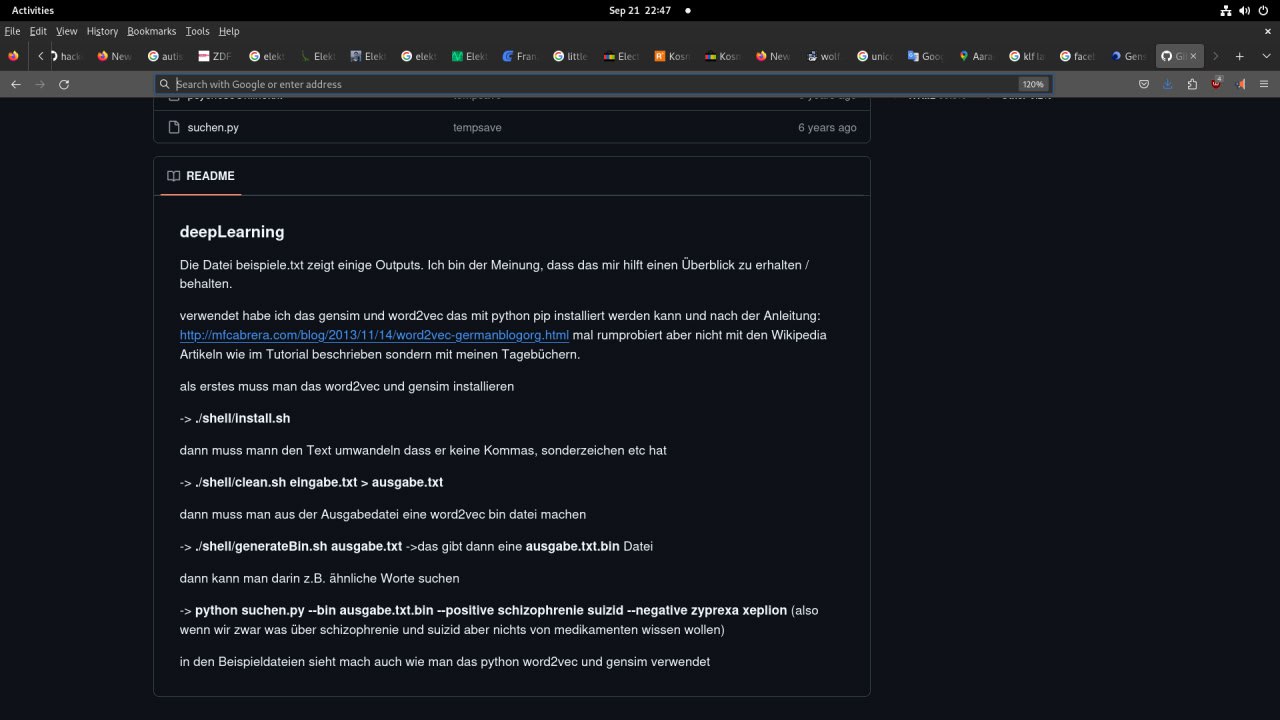 Activities
Sep 21 22:47
File Edit View History Bookmarks Tools Help
hack New autis ZDF elekt Elekt Elekt elekt Elekt Fran little Elect Kosn Kosn New wolf unico Goog Aara klf la facel Gens
Search with Google or enter address 120% 4
tempsave
suchen.py tempsave 6 years ago
README
deepLearning
Die Datei beispiele.txt zeigt einige Outputs. Ich bin der Meinung, dass das mir hilft einen Überblick zu erhalten /
behalten.
verwendet habe ich das gensim und word2vec das mit python pip installiert werden kann und nach der Anleitung:
http://mfcabrera.com/blog/2013/11/14/word2vec-germanblogorg.html mal rumprobiert aber nicht mit den Wikipedia
Artikeln wie im Tutorial beschrieben sondern mit meinen Tagebüchern.
als erstes muss man das word2vec und gensim installieren
-> ./shell/install.sh
dann muss mann den Text umwandeln dass er keine Kommas, sonderzeichen etc hat
-> ./shell/clean.sh eingabe.txt > ausgabe.txt
dann muss man aus der Ausgabedatei eine word2vec bin datei machen
-> ./shell/generateBin.sh ausgabe.txt ->das gibt dann eine ausgabe.txt.bin Datei
dann kann man darin z.B. ähnliche Worte suchen
-> python suchen.py --bin ausgabe.txt.bin --positive schizophrenie suizid --negative zyprexa xeplion (also
wenn wir zwar was über schizophrenie und suizid aber nichts von medikamenten wissen wollen)
in den Beispieldateien sieht mach auch wie man das python word2vec und gensim verwendet